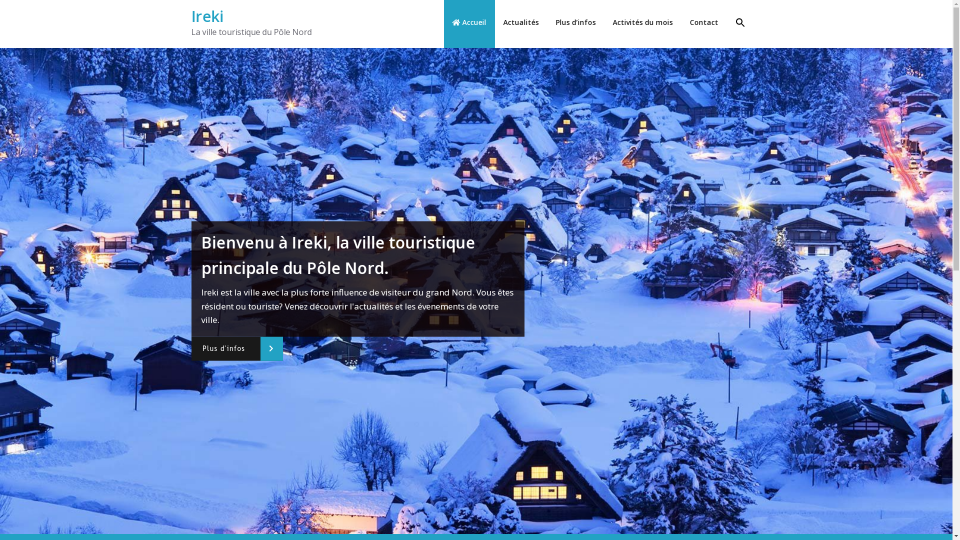 Ireki
La ville touristique du Pôle Nord
Accueil
Actualités
Plus d'infos
Activités du mois
Contact
Bienvenu à Ireki, la ville touristique
principale du Pôle Nord.
Ireki est la ville avec la plus forte influence de visiteur du grand Nord. Vous êtes
résident ou touriste? Venez découvrir l'actualités et les évenements de votre
ville.
Plus d'infos